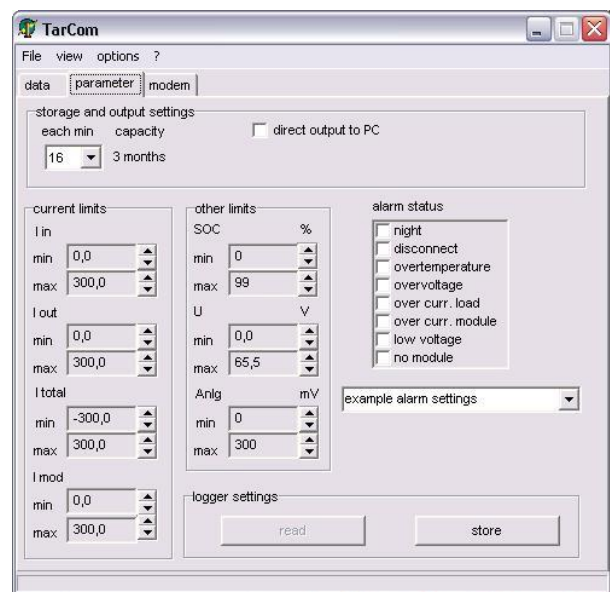 TarCom
File view options ?
data parameter modem
storage and output settings
each min capacity
direct output to PC
16 3 months
current limits
I in
min 0,0
max 300,0
I out
min 0,0
max 300,0
I total
min -300,0
max 300,0
I mod
min 0,0
max 300,0
other limits
SOC %
min 0
max 99
U V
min 0,0
max 65,5
Anlg mV
min 0
max 300
alarm status
night
disconnect
overtemperature
overvoltage
over curr. load
over curr. module
low voltage
no module
example alarm settings
logger settings
read store